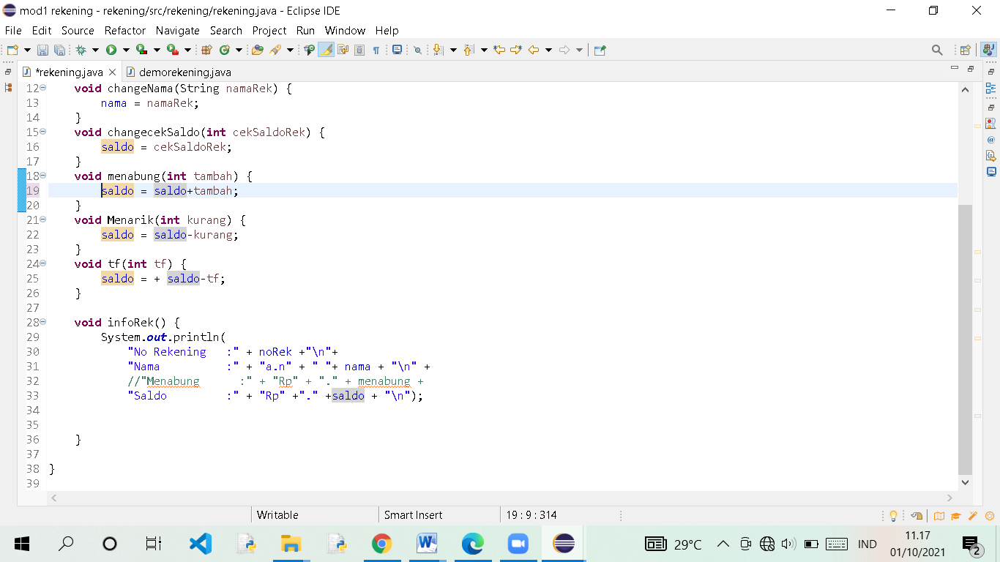 mod1 rekening - rekening/src/rekening/rekening.java - Eclipse IDE
File Edit Source Refactor Navigate Search Project Run Window Help
*rekening.java demorekening.java
12 void changeNama(String namaRek) {
13 nama = namaRek;
14 }
15 void changecekSaldo(int cekSaldoRek) {
16 saldo = cekSaldoRek;
17 }
18 void menabung(int tambah) {
19 saldo = saldo+tambah;
20 }
21 void Menarik(int kurang) {
22 saldo = saldo-kurang;
23 }
24 void tf(int tf) {
25 saldo = + saldo-tf;
26 }
27
28 void infoRek() {
29 System.out.println(
30 "No Rekening :" + noRek +"\n"+
31 "Nama :" + "a.n" + " "+ nama + "\n" +
32 //"Menabung :" + "Rp" + "." + menabung +
33 "Saldo :" + "Rp" +"." +saldo + "\n");
34
35
36 }
37
38 }
39
Writable Smart Insert 19 : 9 : 314
29°C IND 11.17
01/10/2021 2